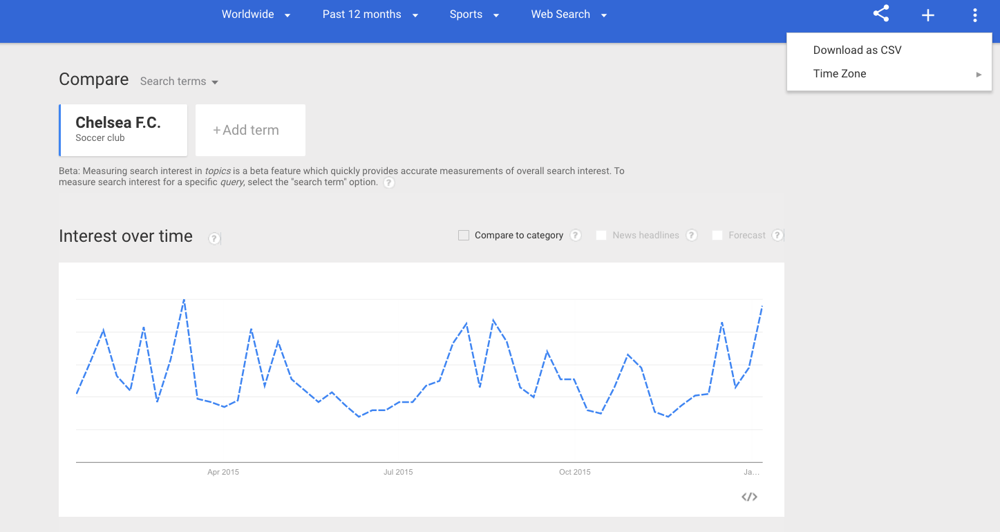 Worldwide Past 12 months Sports Web Search
Download as CSV
Time Zone
Compare Search terms
Chelsea F.C.
Soccer club
+Add term
Beta: Measuring search interest in topics is a beta feature which quickly provides accurate measurements of overall search interest. To
measure search interest for a specific query, select the "search term" option. ?
Interest over time ? Compare to category ? News headlines ? Forecast ?
Apr 2015 Jul 2015 Oct 2015 Ja...
</>